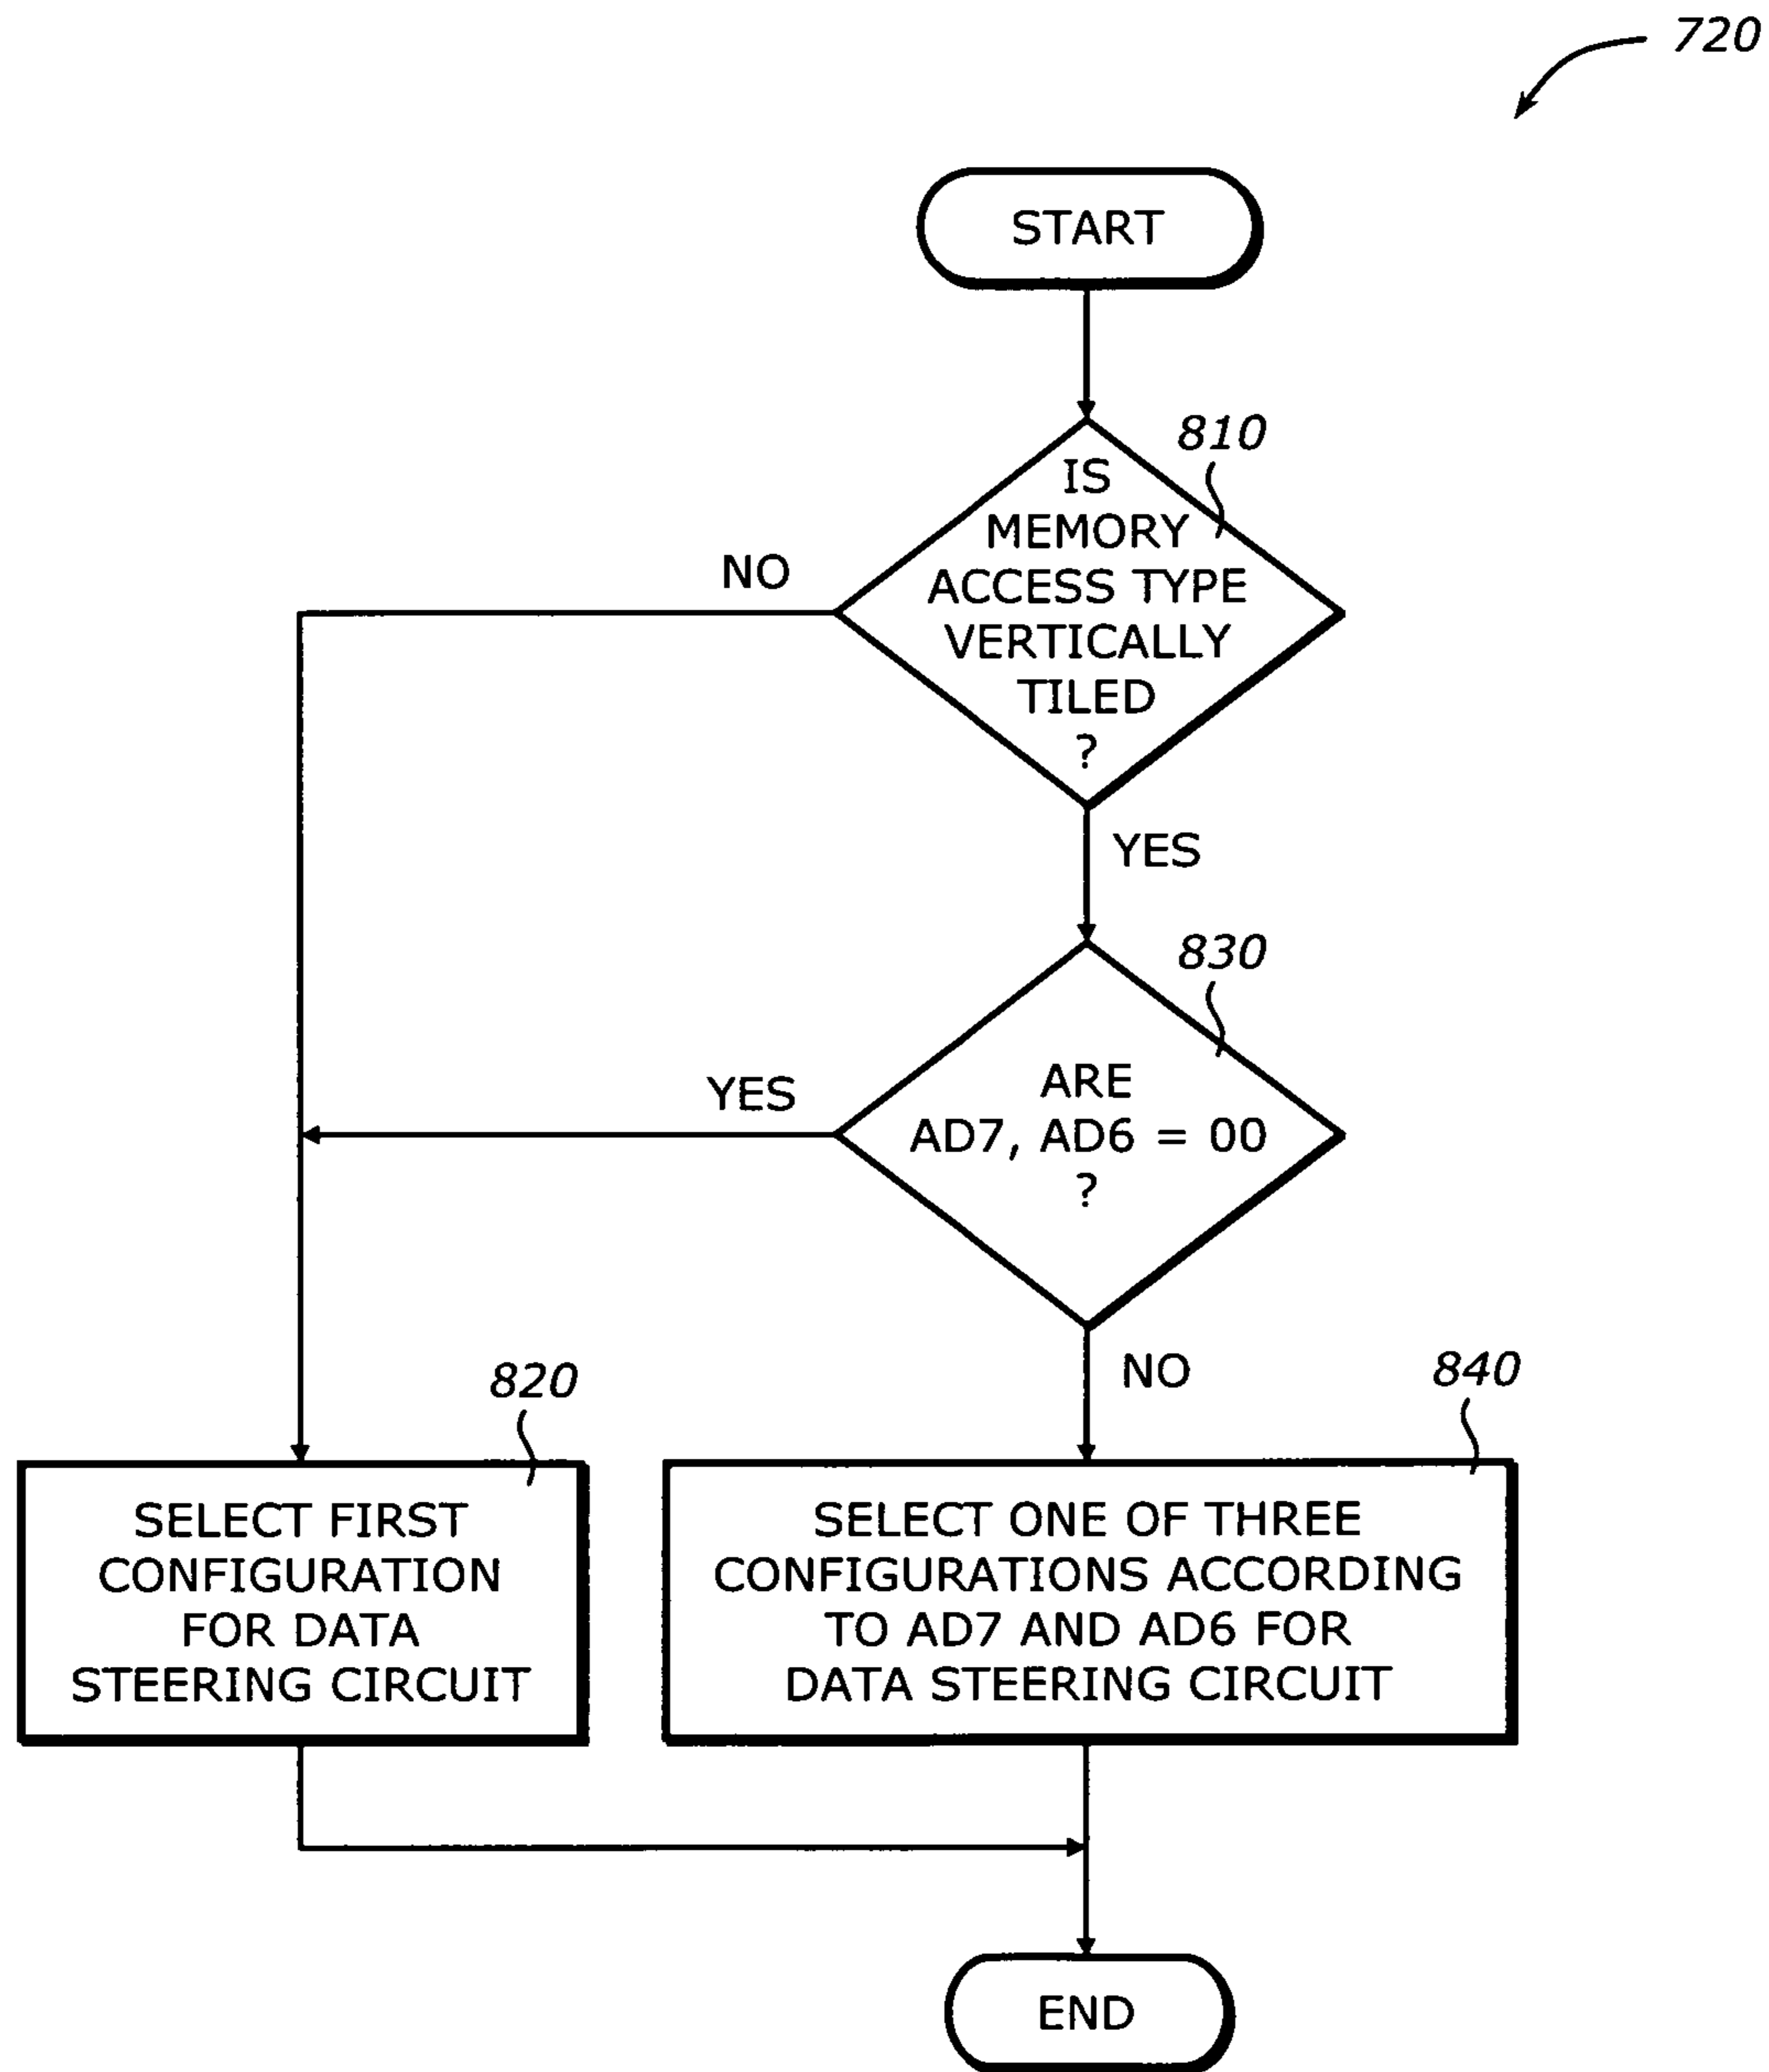 720
START
810
IS
MEMORY
ACCESS TYPE
VERTICALLY
TILED
?
NO
YES
830
ARE
AD7, AD6 = 00
?
YES
NO
820
SELECT FIRST
CONFIGURATION
FOR DATA
STEERING CIRCUIT
840
SELECT ONE OF THREE
CONFIGURATIONS ACCORDING
TO AD7 AND AD6 FOR
DATA STEERING CIRCUIT
END